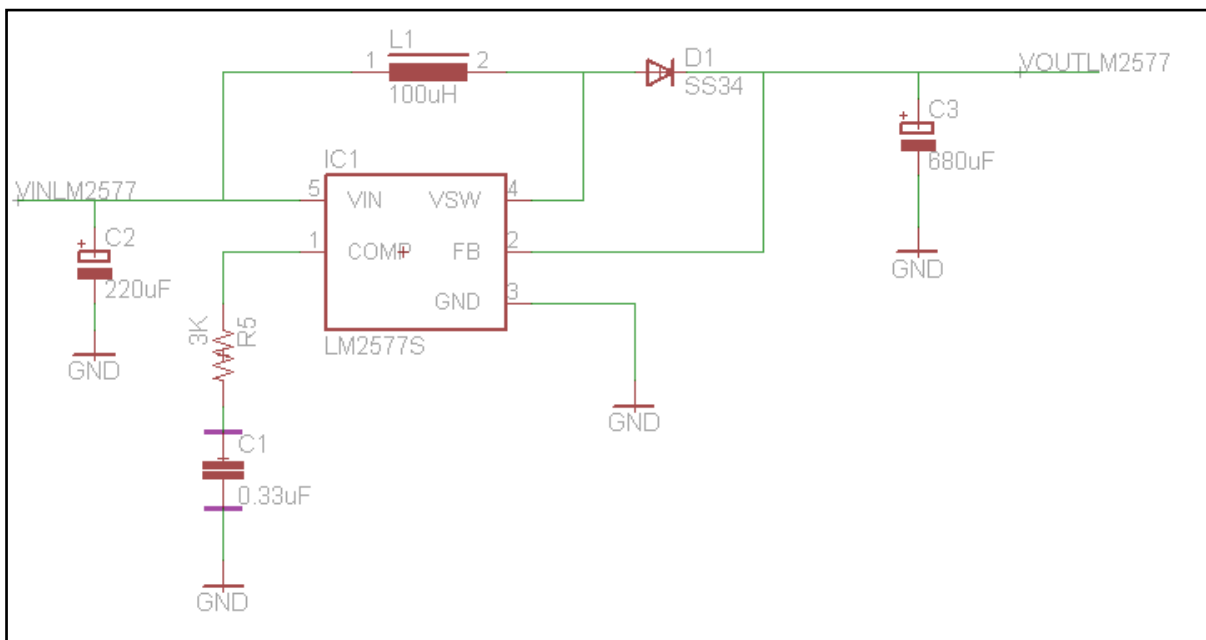 L1
1 2
100uH
D1
SS34
VOUTLM2577
C3
680uF
GND
IC1
VINLM2577
5 VIN VSW 4
1 COMP FB 2
GND 3
LM2577S
C2
220uF
GND
3K
R5
GND
C1
0.33uF
GND